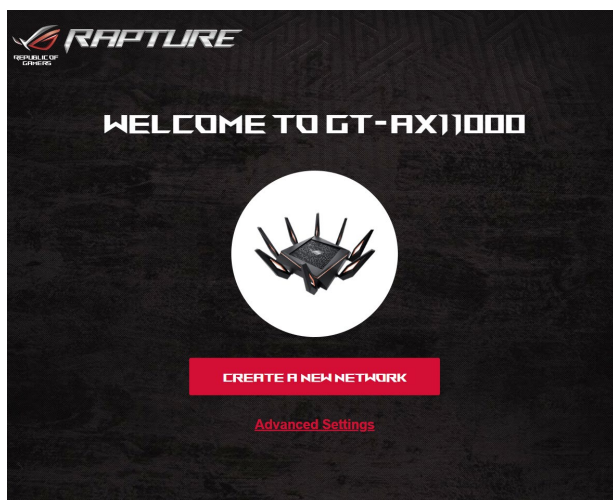 RAPTURE
REPUBLIC OF
GAMERS
WELCOME TO GT-AX11000
CREATE A NEW NETWORK
Advanced Settings